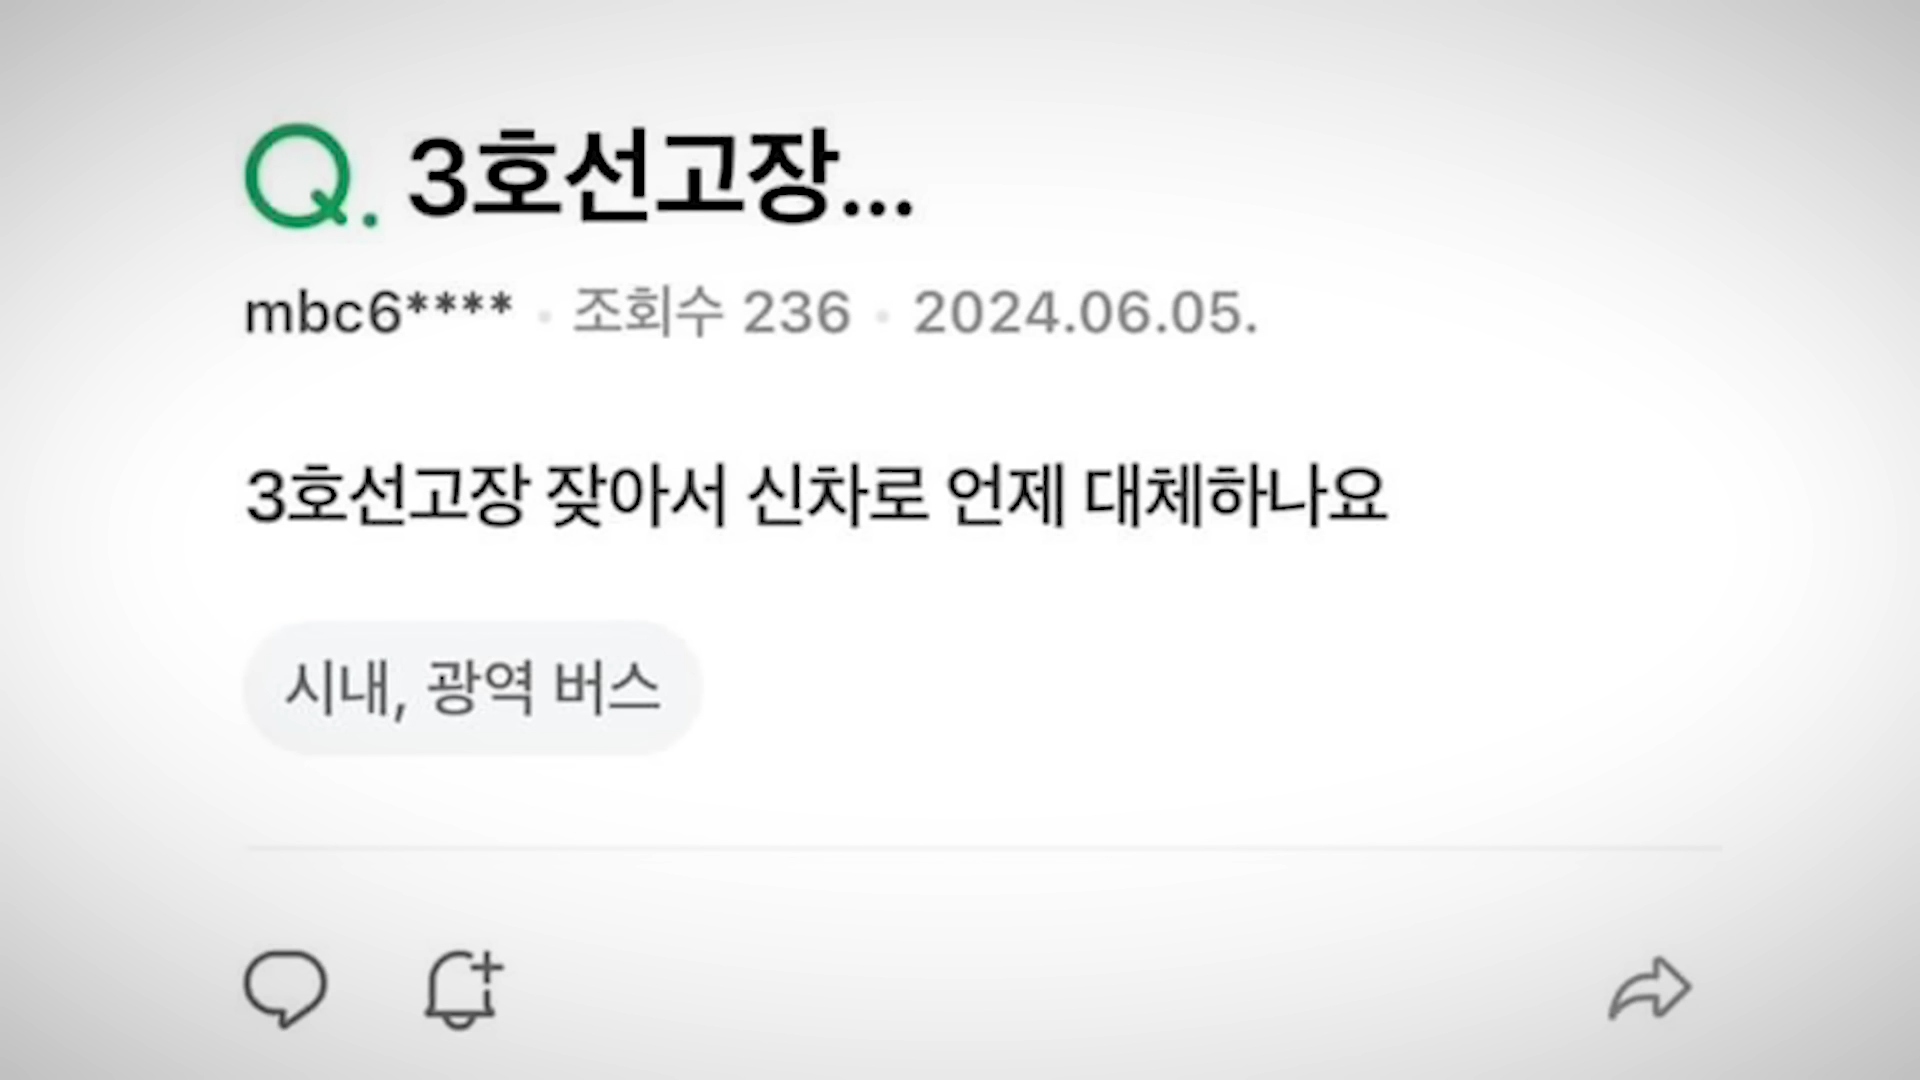 Q. 3호선고장...
mbc6**** · 조회수 236 · 2024.06.05.
3호선고장 잦아서 신차로 언제 대체하나요
시내, 광역 버스